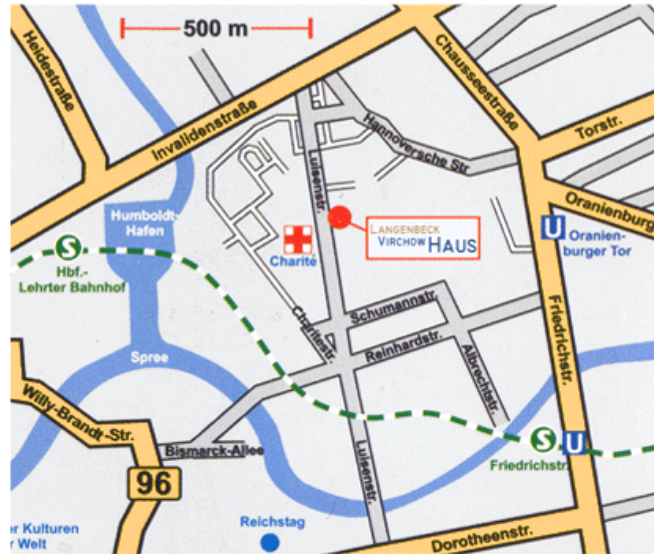 500 m
Heidestraße
Invalidenstraße
Chausseestraße
Torstr.
Hannoversche Str
Luisenstr.
Oranienburg
Humboldt-
Hafen
LANGENBECK
VIRCHOW HAUS
U
Oranien-
burger Tor
S
Hbf.-
Lehrter Bahnhof
Charité
Schumannstr.
Charitéstr.
Reinhardstr.
Albrechtstr.
Friedrichstr.
Spree
Willy-Brandt-Str.
Bismarck-Allee
Luisenstr.
S
U
Friedrichstr.
96
er Kulturen
r Welt
Reichstag
Dorotheenstr.